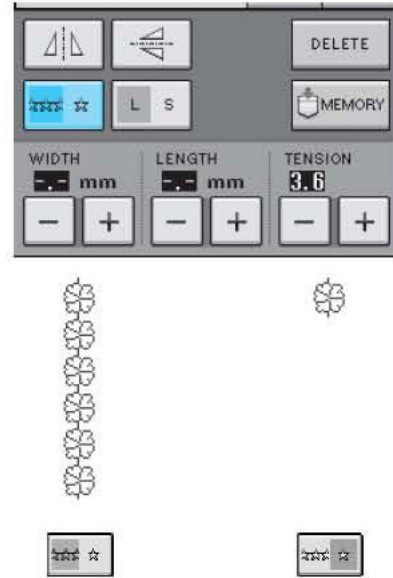 DELETE
L S
MEMORY
WIDTH LENGTH TENSION
-.- mm -.- mm 3.6
− + − + − +